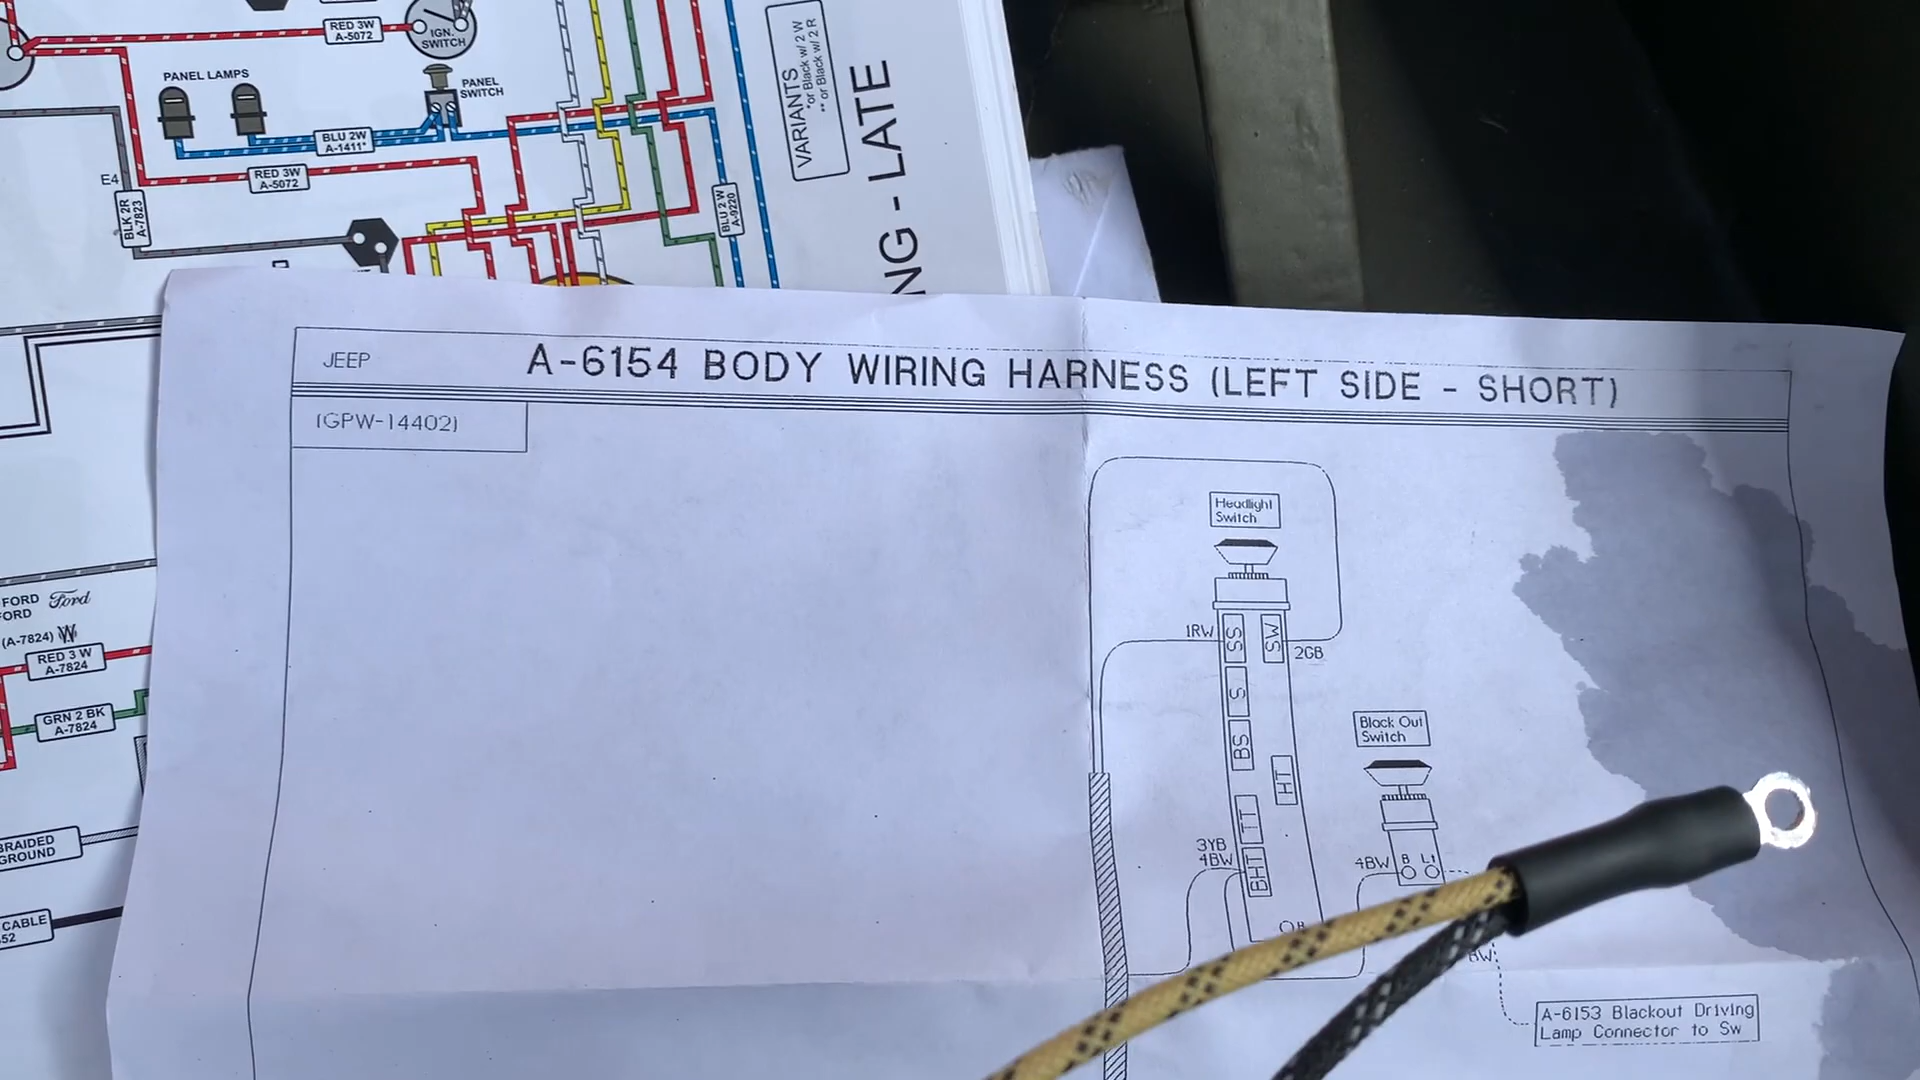 RED 3W
A-5072
IGN.
SWITCH
PANEL LAMPS
PANEL
SWITCH
BLU 2W
A-1411*
E4
RED 3W
A-5072
BLK 2R
A-7823
BLU 2 W
A-9220
VARIANTS
*or Black w/ 2 W
** or Black w/ 2 R
NG - LATE
FORD Ford
FORD
(A-7824) W
RED 3 W
A-7824
GRN 2 BK
A-7824
BRAIDED
GROUND
CABLE
52
JEEP
A-6154 BODY WIRING HARNESS (LEFT SIDE - SHORT)
(GPW-14402)
Headlight
Switch
1RW
SS
SW
2GB
S
BS
HT
TT
3YB
4BW
BHT
B
Black Out
Switch
4BW
B L1
BW
A-6153 Blackout Driving
Lamp Connector to Sw